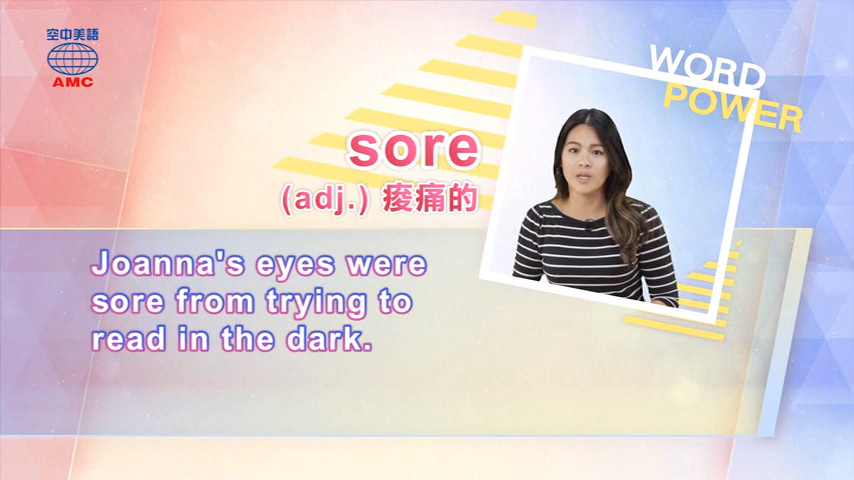 空中美語
AMC
WORD
POWER
sore
(adj.) 痠痛的
Joanna's eyes were
sore from trying to
read in the dark.